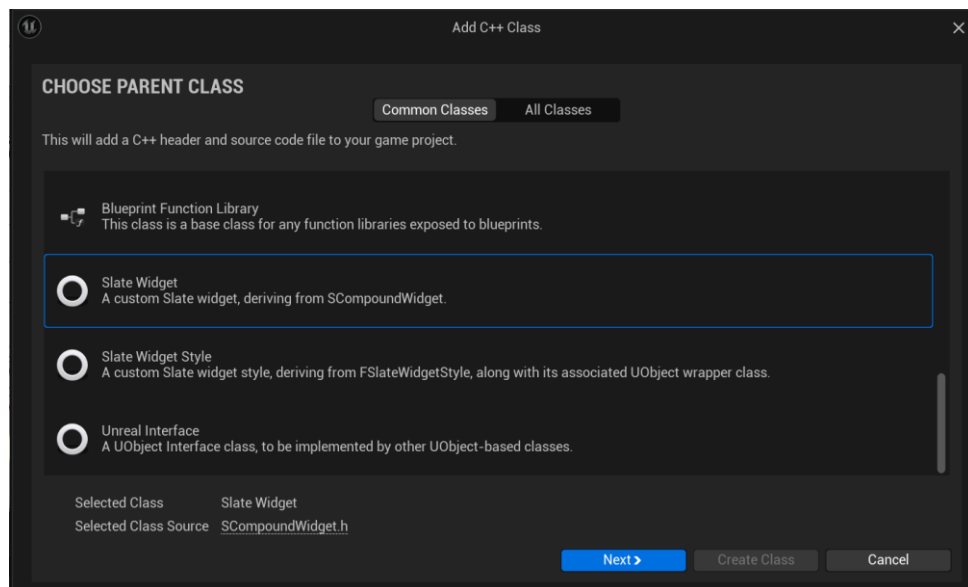 Add C++ Class
CHOOSE PARENT CLASS
Common Classes
All Classes
This will add a C++ header and source code file to your game project.
Blueprint Function Library
This class is a base class for any function libraries exposed to blueprints.
Slate Widget
A custom Slate widget, deriving from SCompoundWidget.
Slate Widget Style
A custom Slate widget style, deriving from FSlateWidgetStyle, along with its associated UObject wrapper class.
Unreal Interface
A UObject Interface class, to be implemented by other UObject-based classes.
Selected Class Slate Widget
Selected Class Source SCompoundWidget.h
Next
Create Class
Cancel